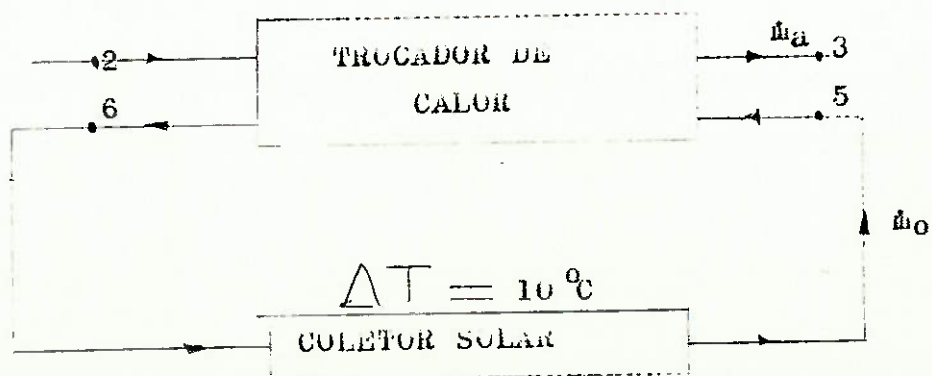 ṁa
2 TROCADOR DE 3
6 CALOR 5
ṁo
ΔT = 10 °C
COLETOR SOLAR